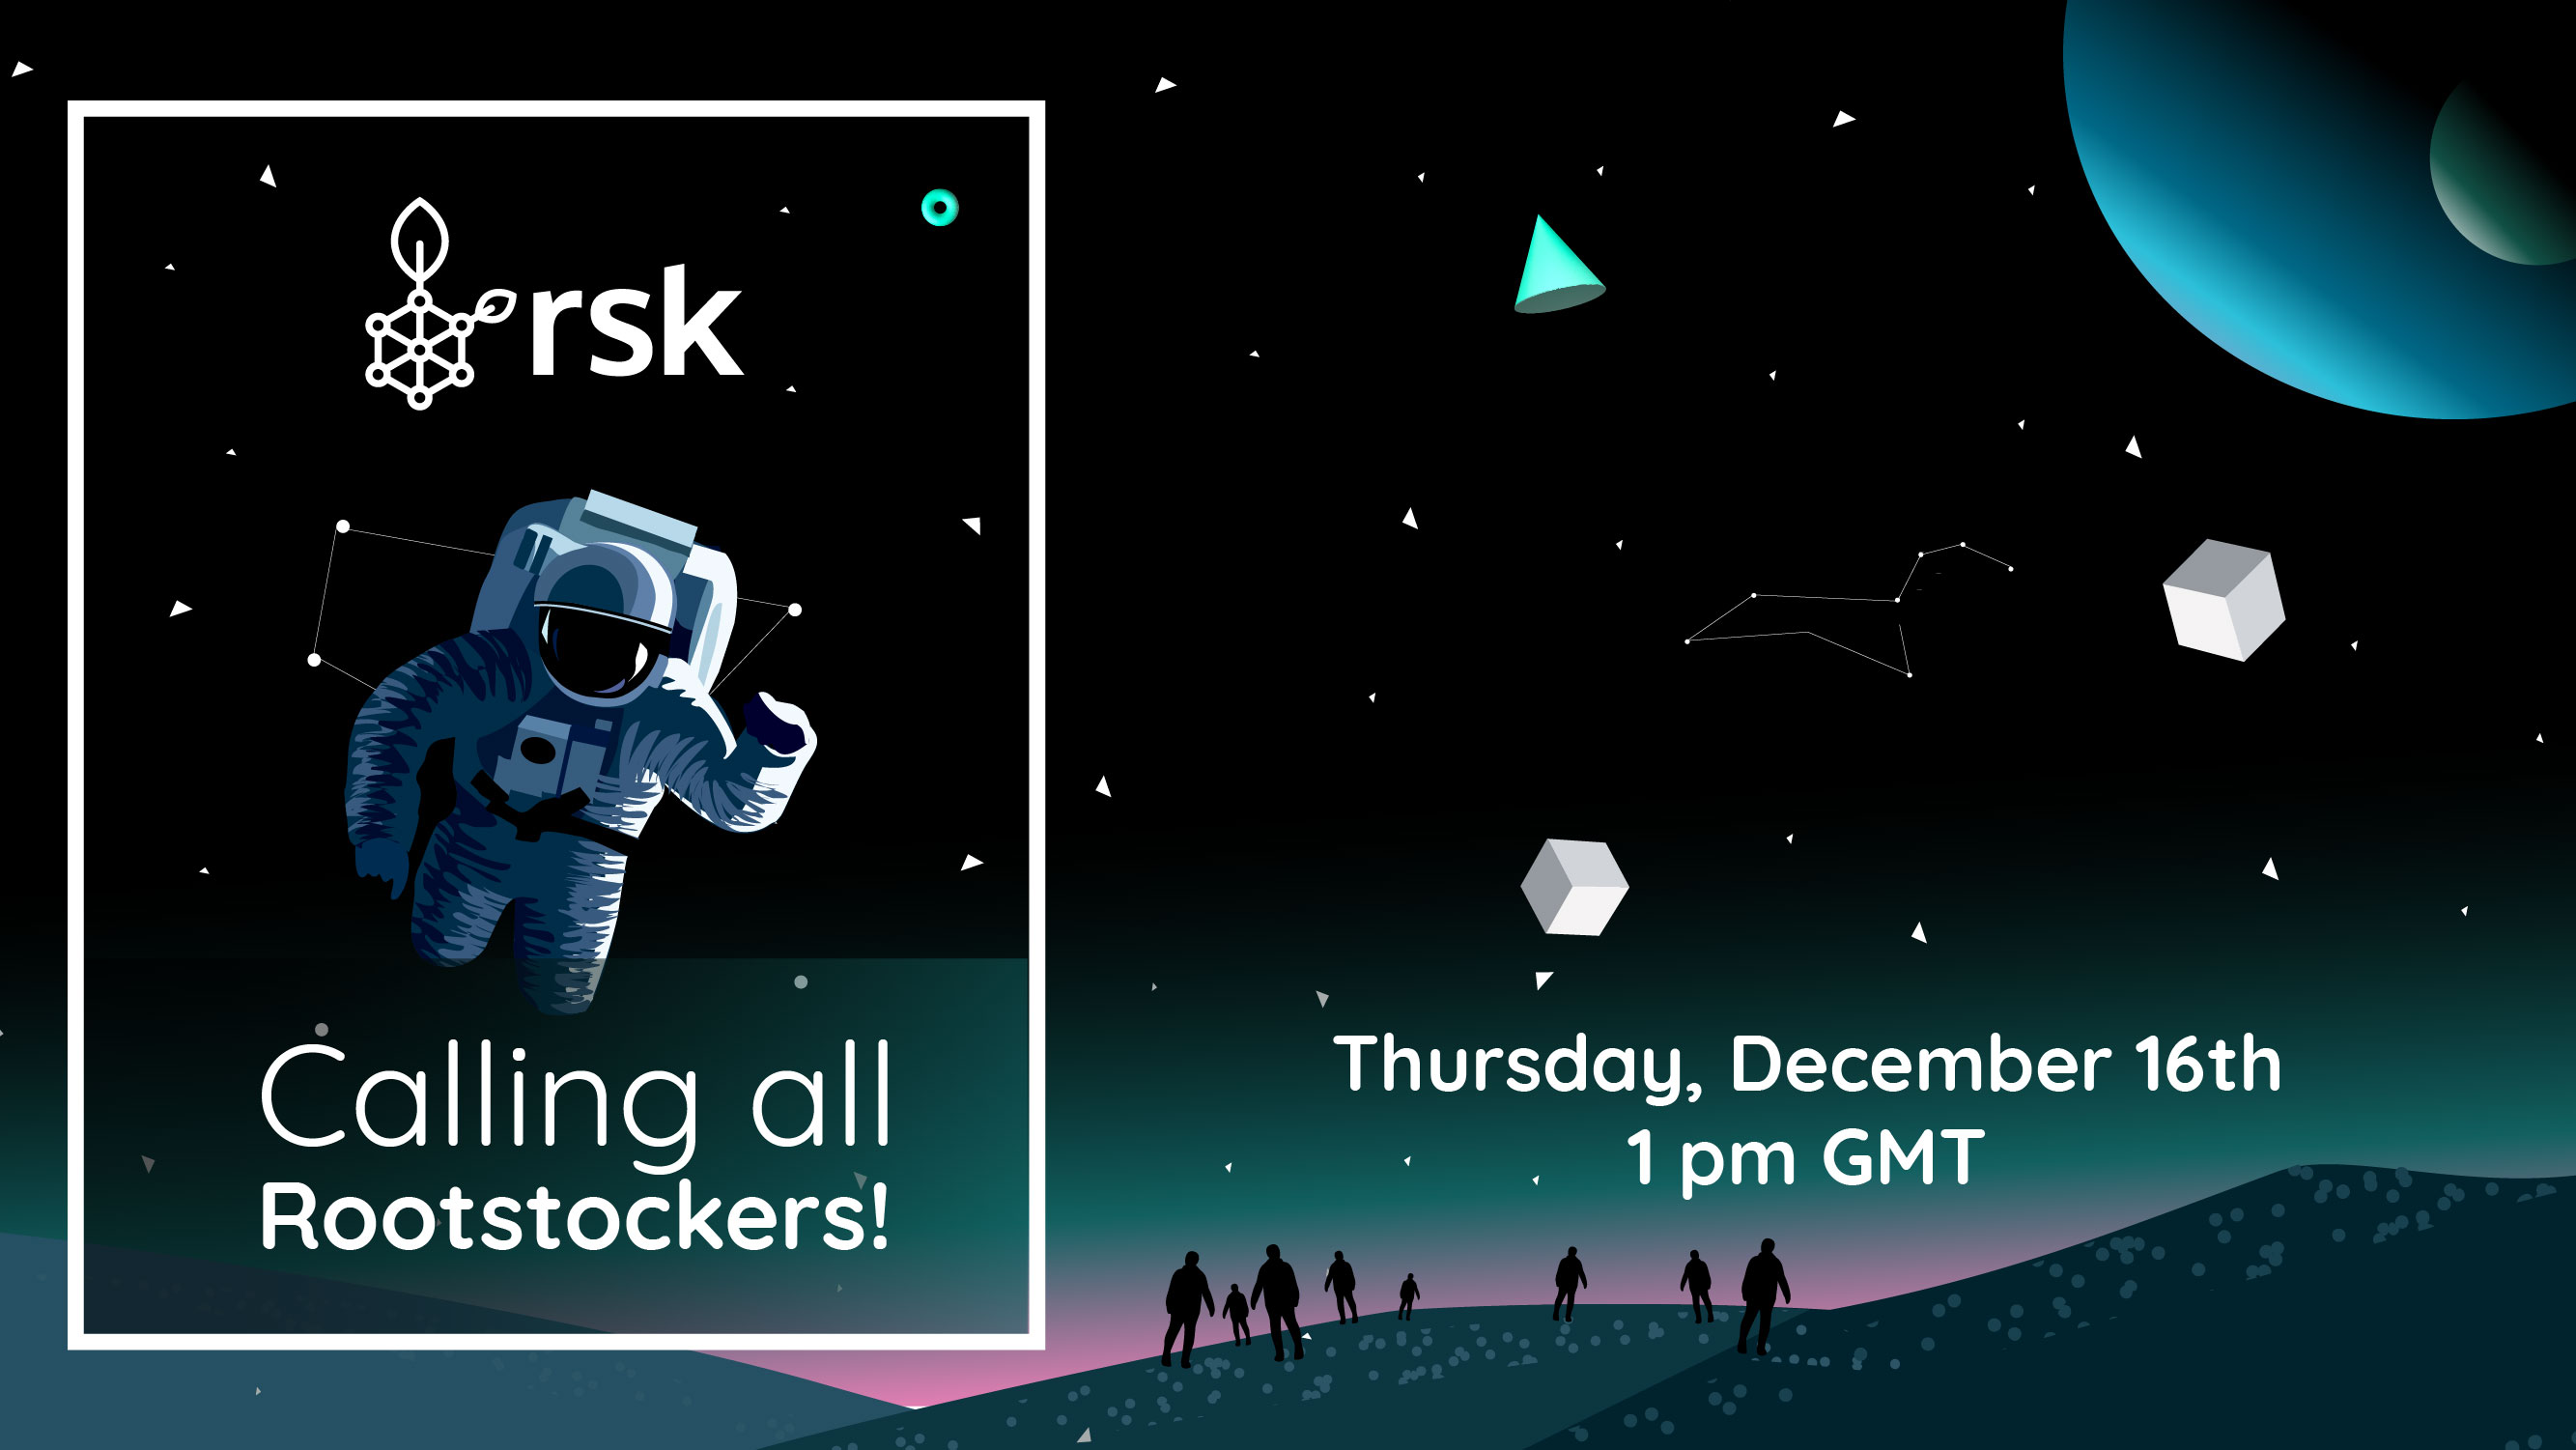 rsk
Calling all
Rootstockers!
Thursday, December 16th
1 pm GMT